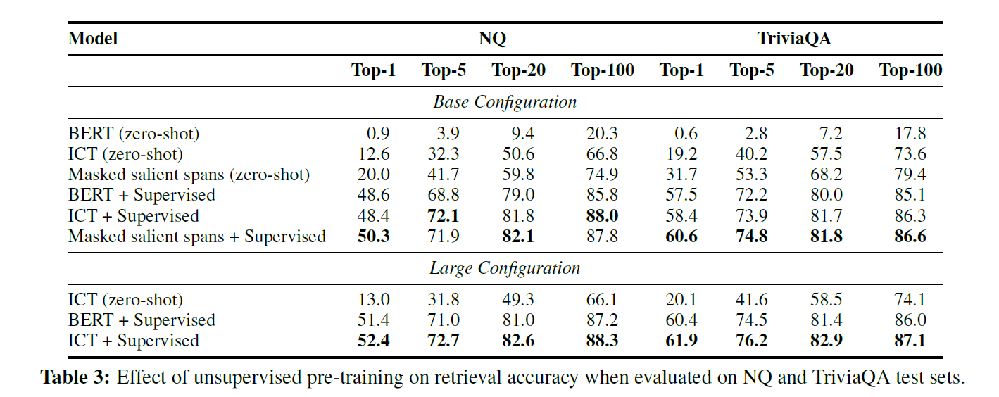 Model NQ TriviaQA
Top-1 Top-5 Top-20 Top-100 Top-1 Top-5 Top-20 Top-100
Base Configuration
BERT (zero-shot) 0.9 3.9 9.4 20.3 0.6 2.8 7.2 17.8
ICT (zero-shot) 12.6 32.3 50.6 66.8 19.2 40.2 57.5 73.6
Masked salient spans (zero-shot) 20.0 41.7 59.8 74.9 31.7 53.3 68.2 79.4
BERT + Supervised 48.6 68.8 79.0 85.8 57.5 72.2 80.0 85.1
ICT + Supervised 48.4 72.1 81.8 88.0 58.4 73.9 81.7 86.3
Masked salient spans + Supervised 50.3 71.9 82.1 87.8 60.6 74.8 81.8 86.6
Large Configuration
ICT (zero-shot) 13.0 31.8 49.3 66.1 20.1 41.6 58.5 74.1
BERT + Supervised 51.4 71.0 81.0 87.2 60.4 74.5 81.4 86.0
ICT + Supervised 52.4 72.7 82.6 88.3 61.9 76.2 82.9 87.1
Table 3: Effect of unsupervised pre-training on retrieval accuracy when evaluated on NQ and TriviaQA test sets.